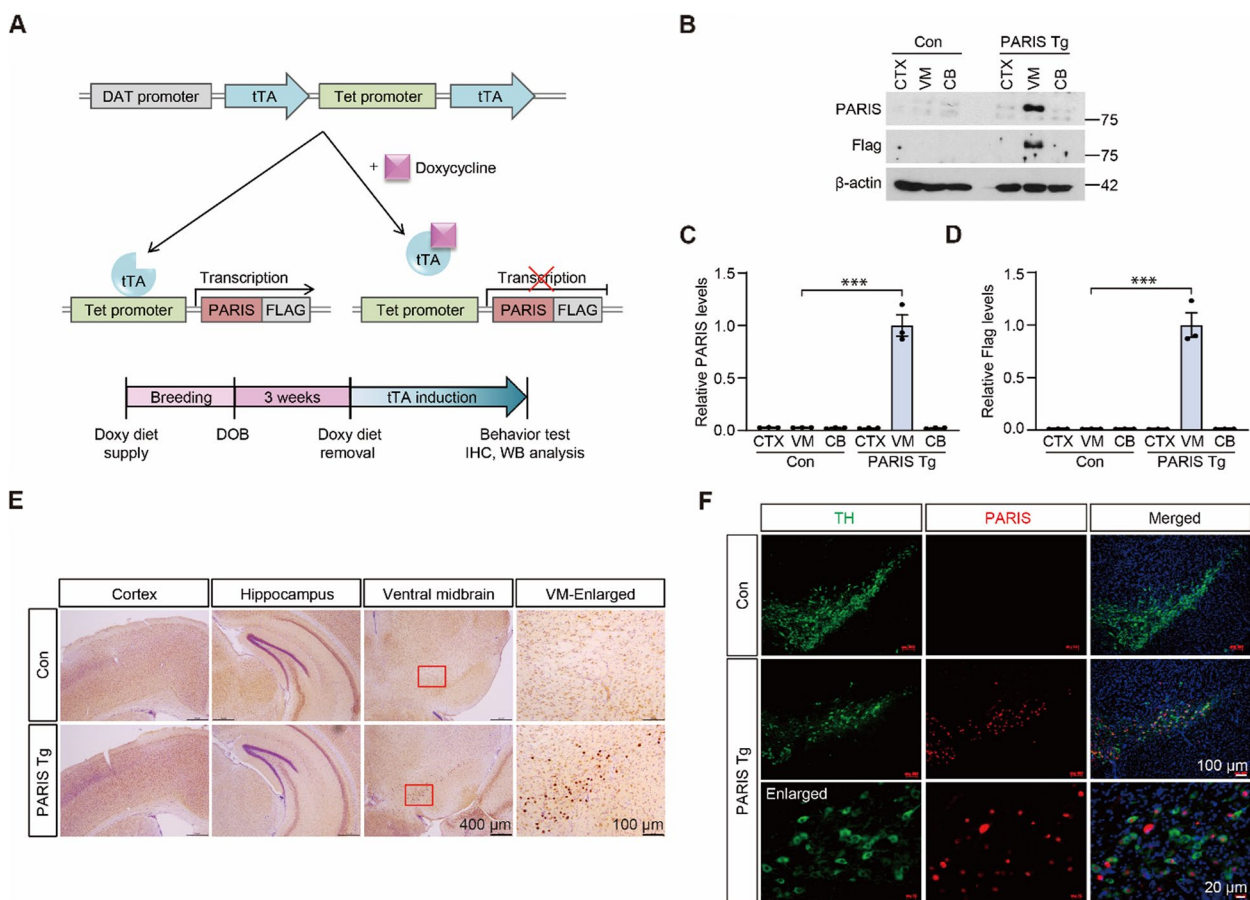 A
DAT promoter
tTA
Tet promoter
tTA
+ Doxycycline
tTA
tTA
Transcription
Transcription
Tet promoter
PARIS
FLAG
Tet promoter
PARIS
FLAG
Breeding
3 weeks
tTA induction
Doxy diet
supply
DOB
Doxy diet
removal
Behavior test
IHC, WB analysis
B
Con
PARIS Tg
CTX
VM
CB
CTX
VM
CB
PARIS
75
Flag
75
β-actin
42
C
Relative PARIS levels
1.5
1.0
0.5
0.0
***
CTX VM CB CTX VM CB
Con PARIS Tg
D
Relative Flag levels
1.5
1.0
0.5
0.0
***
CTX VM CB CTX VM CB
Con PARIS Tg
E
Cortex
Hippocampus
Ventral midbrain
VM-Enlarged
Con
PARIS Tg
400 μm
100 μm
F
TH
PARIS
Merged
Con
PARIS Tg
100 μm
Enlarged
20 μm